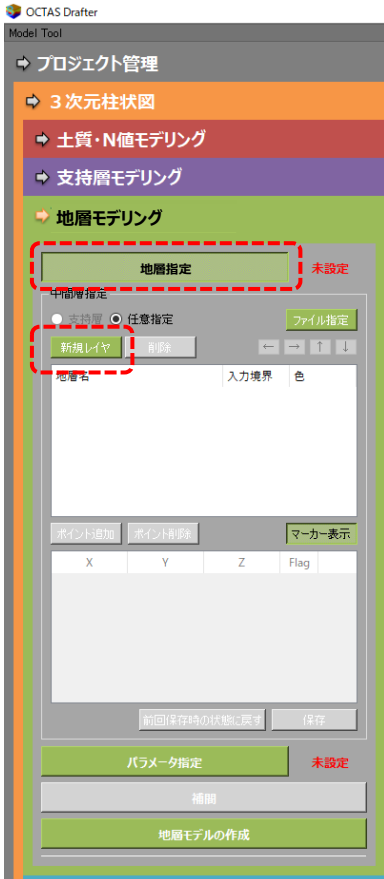 OCTAS Drafter
Model Tool
⇨ プロジェクト管理
⇨ 3次元柱状図
⇨ 土質・N値モデリング
⇨ 支持層モデリング
⇨ 地層モデリング
地層指定 未設定
中間層指定
支持層 任意指定 ファイル指定
新規レイヤ 削除 ← → ↑ ↓
地層名 入力境界 色
ポイント追加 ポイント削除 マーカー表示
X Y Z Flag
前回保存時の状態に戻す 保存
パラメータ指定 未設定
補間
地層モデルの作成